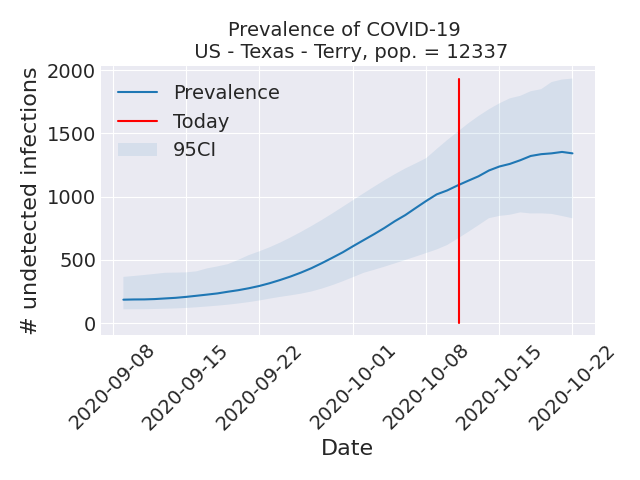 Prevalence of COVID-19
US - Texas - Terry, pop. = 12337
# undetected infections
2000
1500
1000
500
0
Prevalence
Today
95CI
2020-09-08
2020-09-15
2020-09-22
2020-10-01
2020-10-08
2020-10-15
2020-10-22
Date